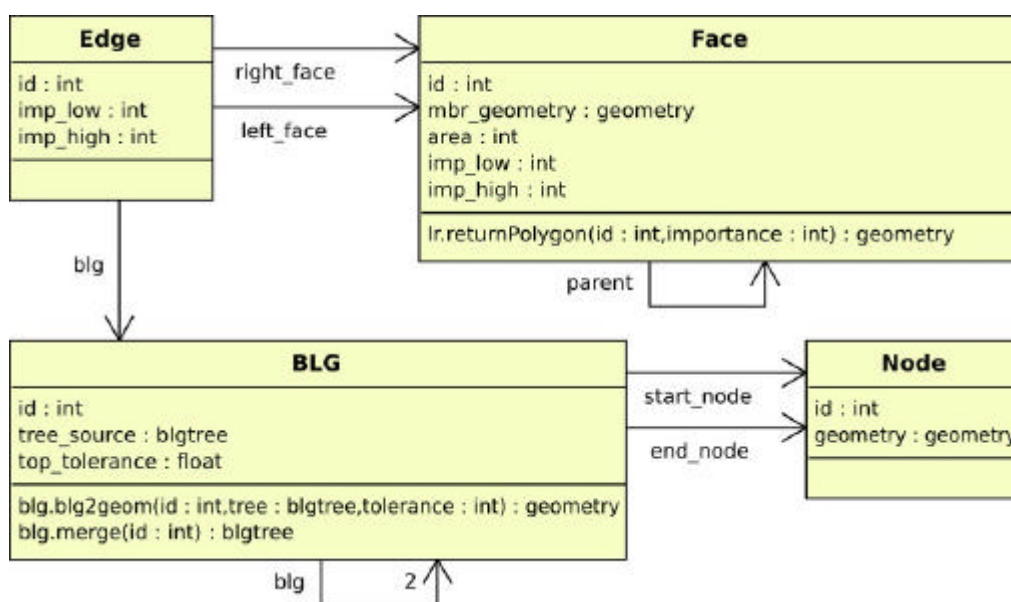 Edge
id : int
imp_low : int
imp_high : int
right_face
left_face
Face
id : int
mbr_geometry : geometry
area : int
imp_low : int
imp_high : int
lr.returnPolygon(id : int,importance : int) : geometry
parent
blg
BLG
id : int
tree_source : blgtree
top_tolerance : float
blg.blg2geom(id : int,tree : blgtree,tolerance : int) : geometry
blg.merge(id : int) : blgtree
start_node
end_node
Node
id : int
geometry : geometry
blg
2